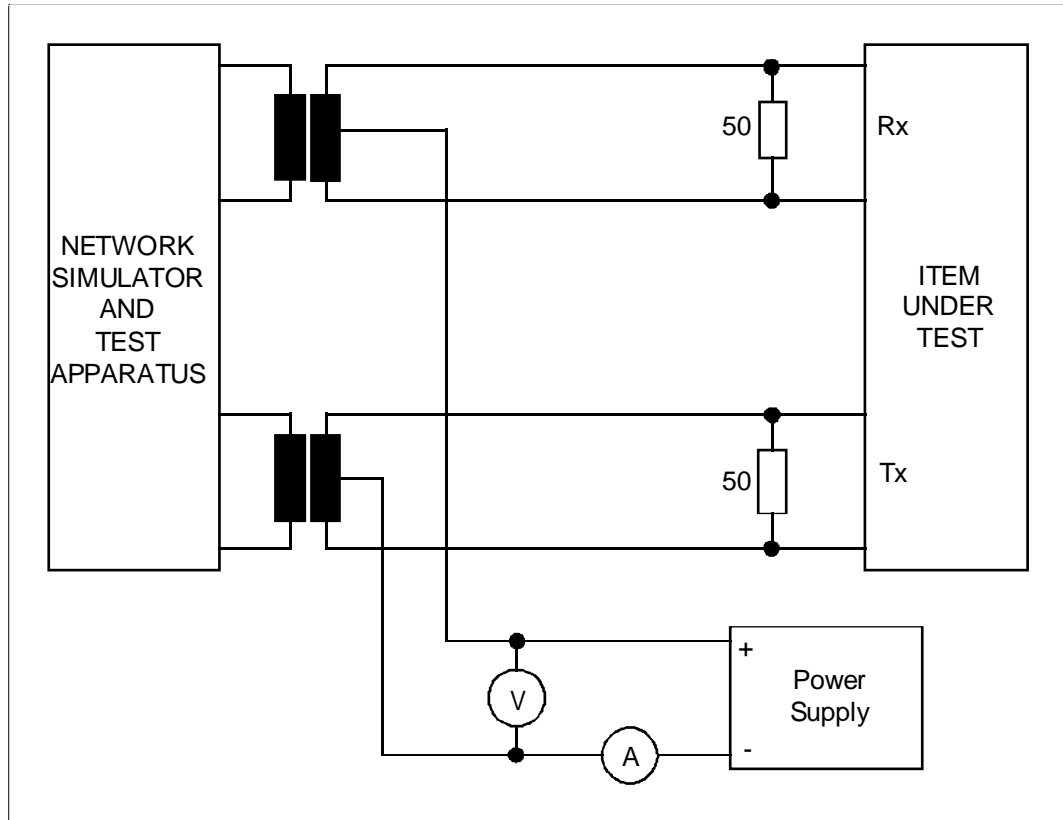 NETWORK
SIMULATOR
AND
TEST
APPARATUS
50
Rx
ITEM
UNDER
TEST
50
Tx
V
A
+
Power
Supply
-